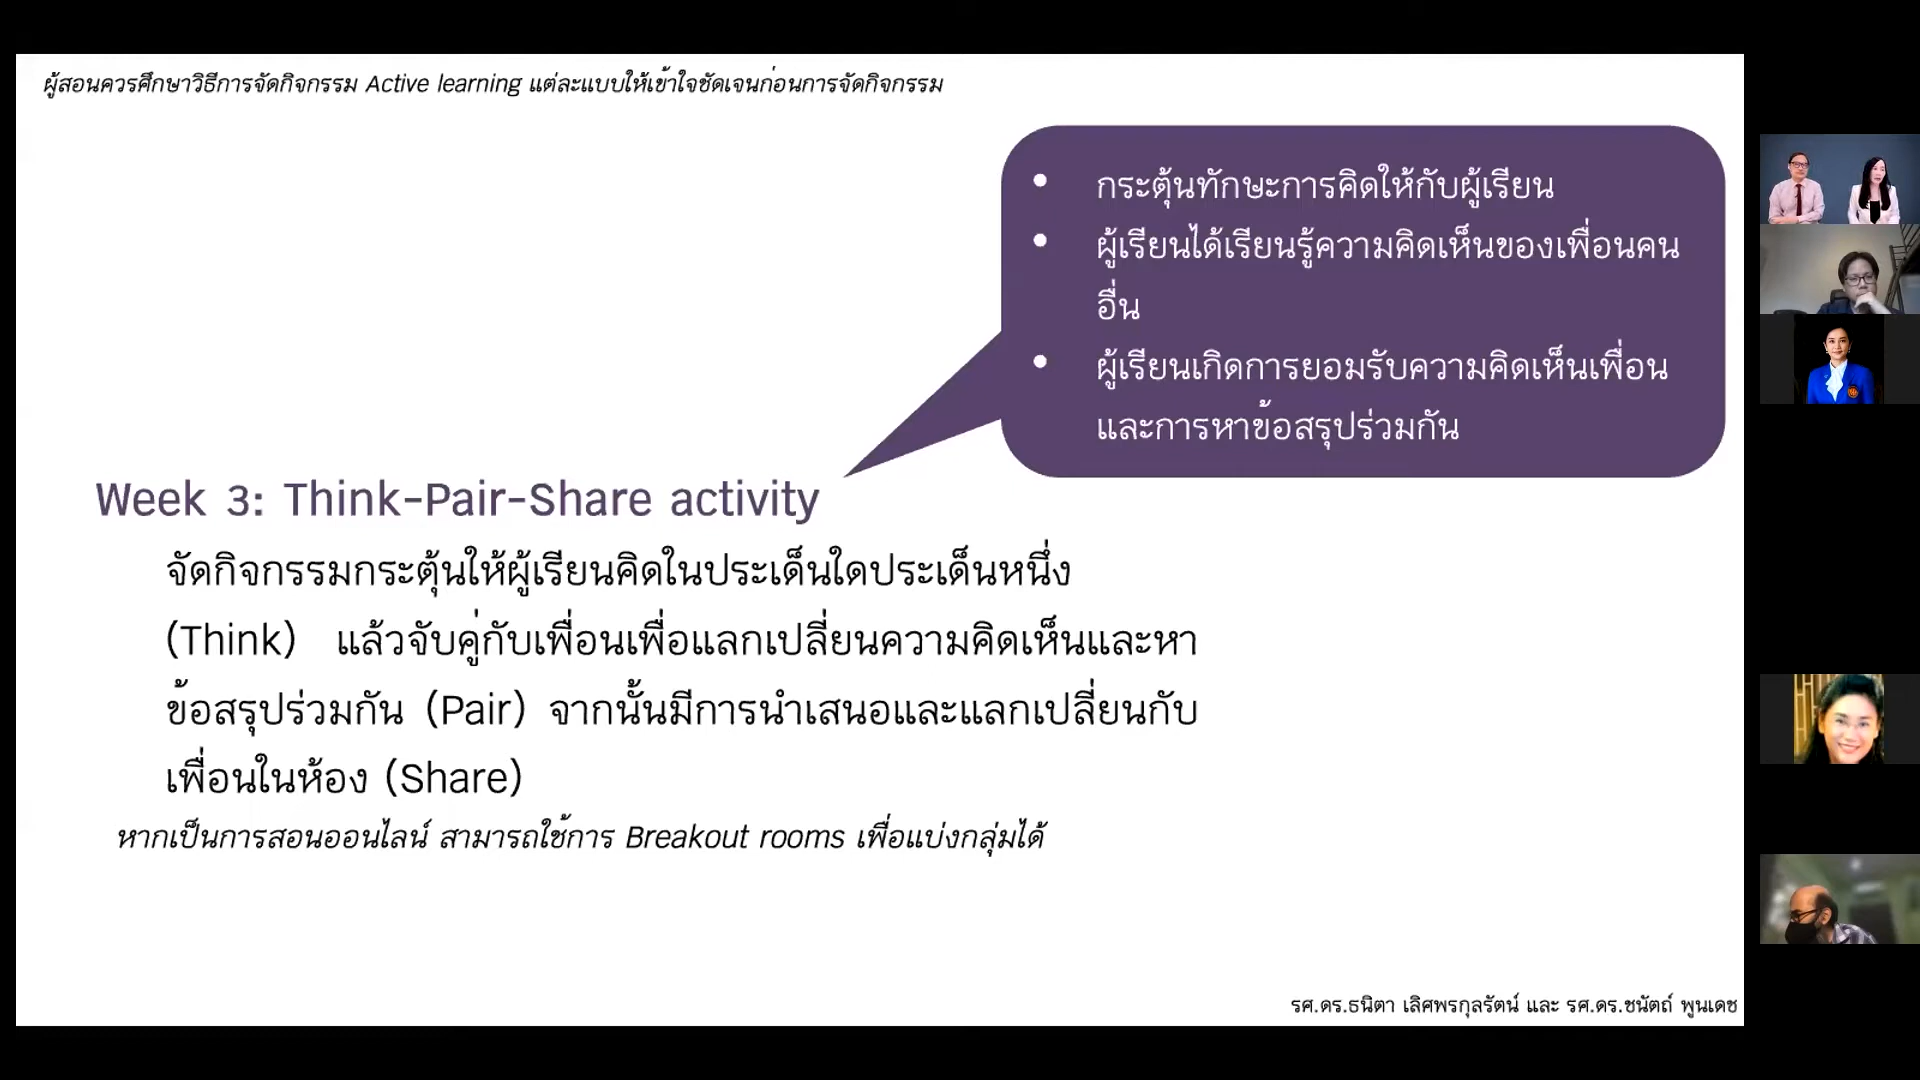 ผู้สอนควรศึกษาวิธีการจัดกิจกรรม Active learning แต่ละแบบให้เข้าใจชัดเจนก่อนการจัดกิจกรรม
• กระตุ้นทักษะการคิดให้กับผู้เรียน
• ผู้เรียนได้เรียนรู้ความคิดเห็นของเพื่อนคน
อื่น
• ผู้เรียนเกิดการยอมรับความคิดเห็นเพื่อน
และการหาข้อสรุปร่วมกัน
Week 3: Think-Pair-Share activity
จัดกิจกรรมกระตุ้นให้ผู้เรียนคิดในประเด็นใดประเด็นหนึ่ง
(Think) แล้วจับคู่กับเพื่อนเพื่อแลกเปลี่ยนความคิดเห็นและหา
ข้อสรุปร่วมกัน (Pair) จากนั้นมีการนำเสนอและแลกเปลี่ยนกับ
เพื่อนในห้อง (Share)
หากเป็นการสอนออนไลน์ สามารถใช้การ Breakout rooms เพื่อแบ่งกลุ่มได้
รศ.ดร.ธนิตา เลิศพรกุลรัตน์ และ รศ.ดร.ชนัตถ์ พูนเดช